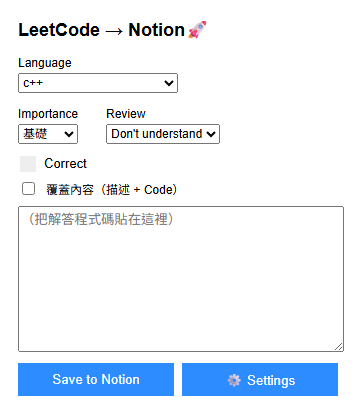 LeetCode → Notion🚀
Language
c++
Importance Review
基礎 Don't understand
Correct
覆蓋內容（描述 + Code）
（把解答程式碼貼在這裡）
Save to Notion ⚙️ Settings